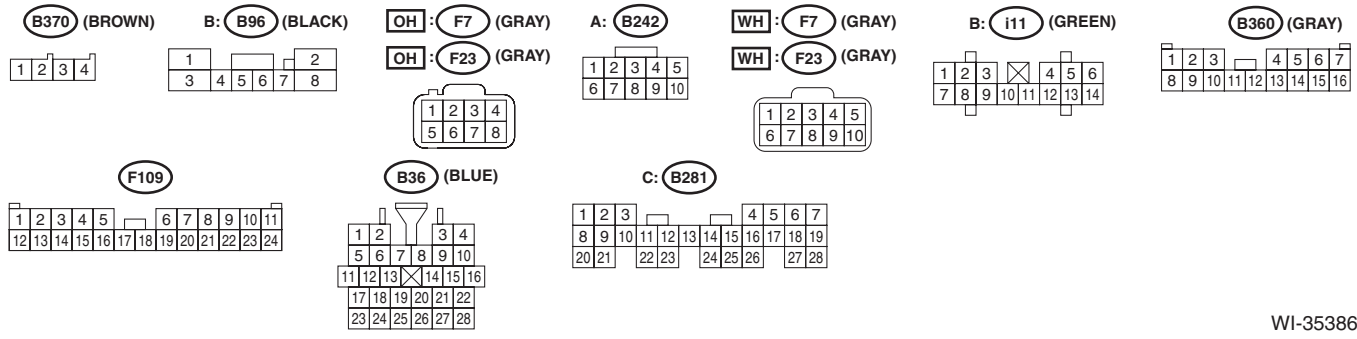 B370 (BROWN)
B: B96 (BLACK)
OH : F7 (GRAY)
OH : F23 (GRAY)
A: B242
WH : F7 (GRAY)
WH : F23 (GRAY)
B: i11 (GREEN)
B360 (GRAY)
1 2 3 4
1 2
3 4 5 6 7 8
1 2 3 4
5 6 7 8
1 2 3 4 5
6 7 8 9 10
1 2 3 4 5
6 7 8 9 10
1 2 3 4 5 6
7 8 9 10 11 12 13 14
1 2 3 4 5 6 7
8 9 10 11 12 13 14 15 16
F109
B36 (BLUE)
C: B281
1 2 3 4 5 6 7 8 9 10 11
12 13 14 15 16 17 18 19 20 21 22 23 24
1 2 3 4
5 6 7 8 9 10
11 12 13 14 15 16
17 18 19 20 21 22
23 24 25 26 27 28
1 2 3 4 5 6 7
8 9 10 11 12 13 14 15 16 17 18 19
20 21 22 23 24 25 26 27 28
WI-35386